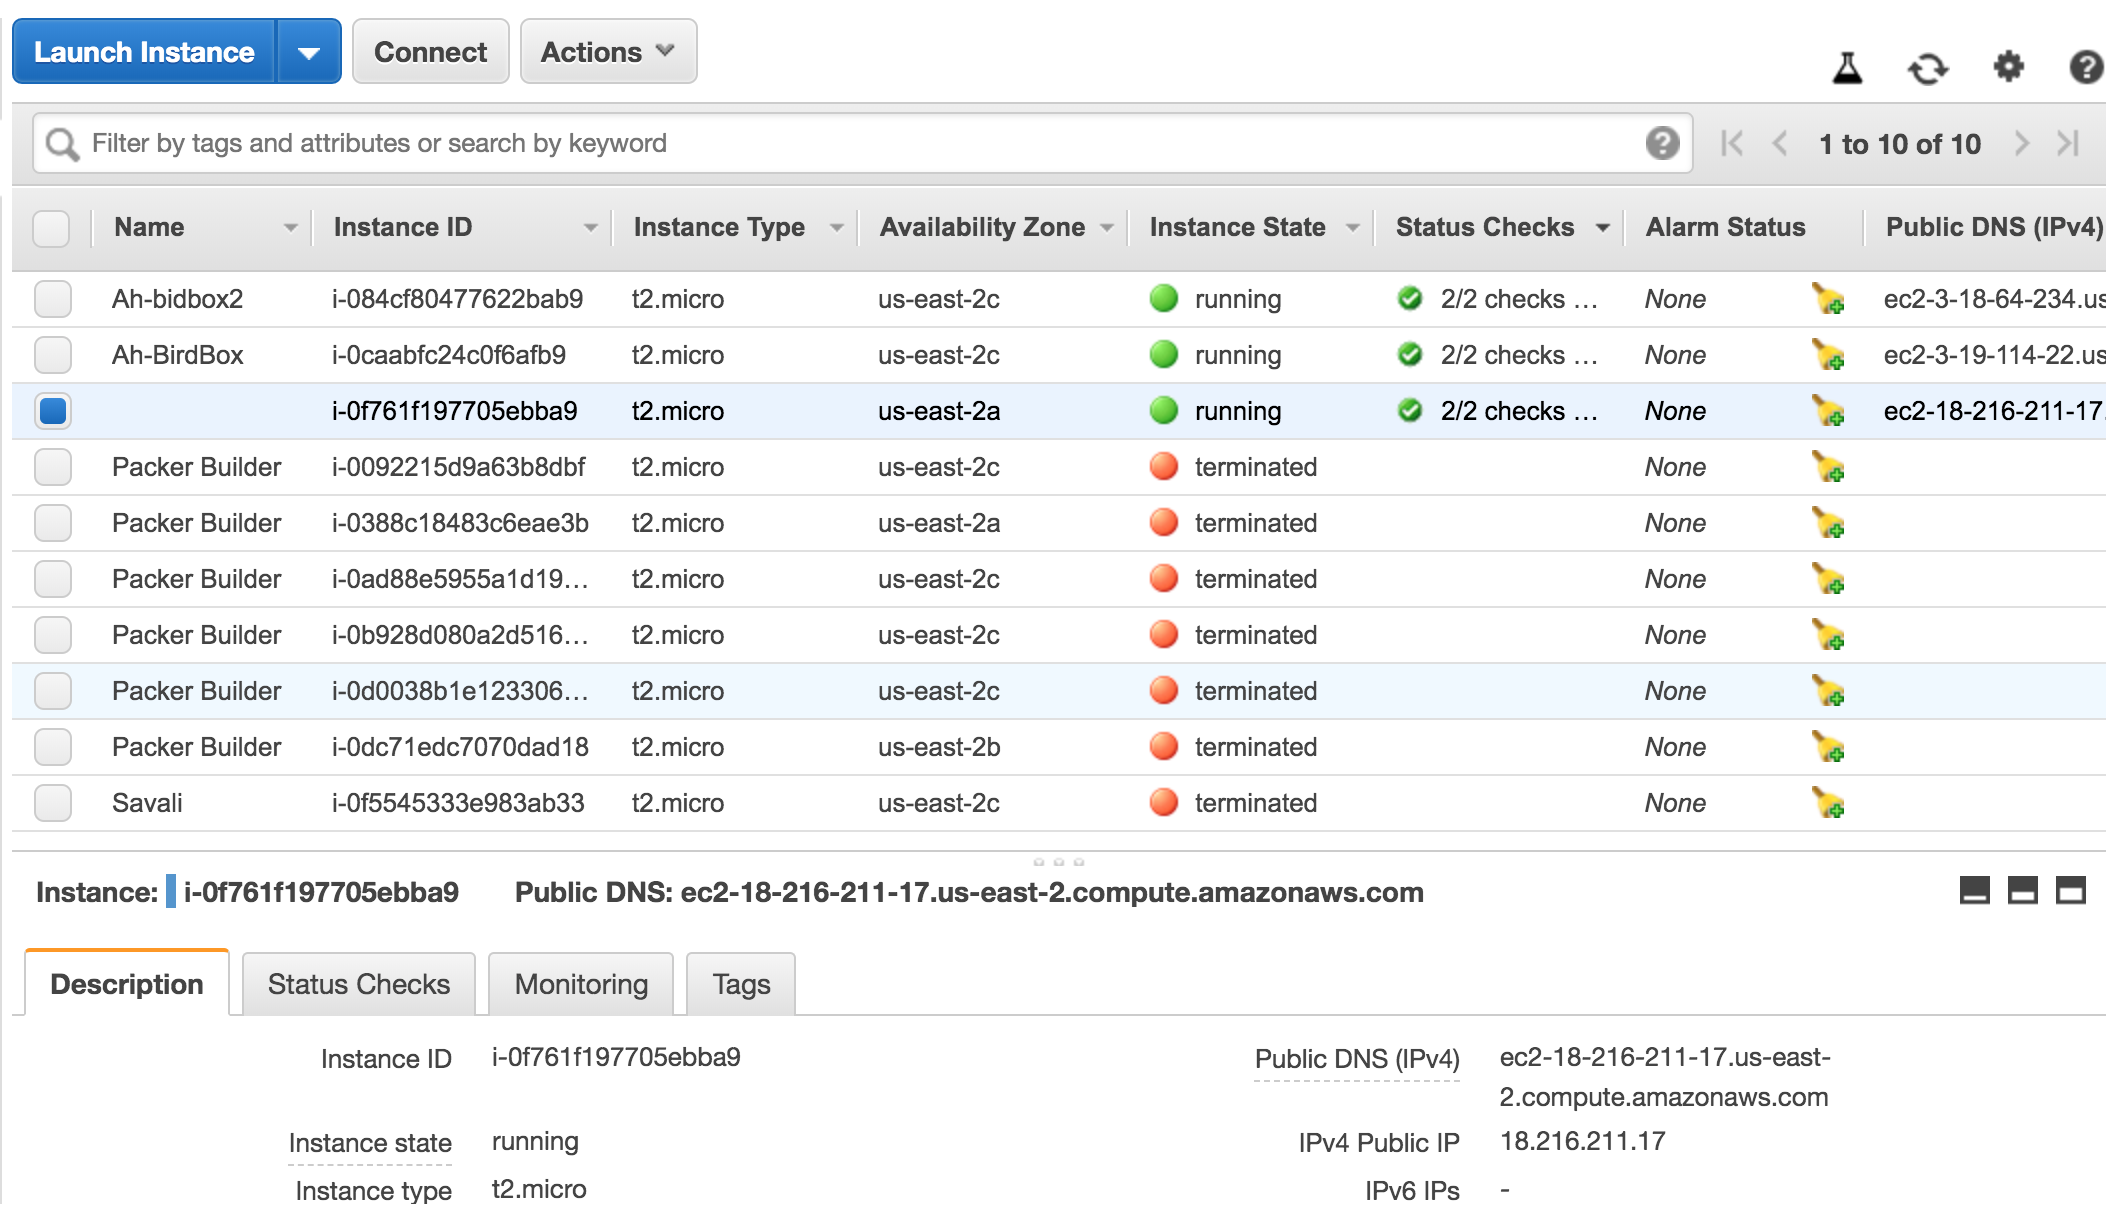 Launch Instance Connect Actions
Filter by tags and attributes or search by keyword ? 1 to 10 of 10 ?
Name Instance ID Instance Type Availability Zone Instance State Status Checks Alarm Status Public DNS (IPv4)
Ah-bidbox2 i-084cf80477622bab9 t2.micro us-east-2c running 2/2 checks … None ec2-3-18-64-234.us
Ah-BirdBox i-0caabfc24c0f6afb9 t2.micro us-east-2c running 2/2 checks … None ec2-3-19-114-22.us
i-0f761f197705ebba9 t2.micro us-east-2a running 2/2 checks … None ec2-18-216-211-17.
Packer Builder i-0092215d9a63b8dbf t2.micro us-east-2c terminated None
Packer Builder i-0388c18483c6eae3b t2.micro us-east-2a terminated None
Packer Builder i-0ad88e5955a1d19… t2.micro us-east-2c terminated None
Packer Builder i-0b928d080a2d516… t2.micro us-east-2c terminated None
Packer Builder i-0d0038b1e123306… t2.micro us-east-2c terminated None
Packer Builder i-0dc71edc7070dad18 t2.micro us-east-2b terminated None
Savali i-0f5545333e983ab33 t2.micro us-east-2c terminated None
Instance: i-0f761f197705ebba9 Public DNS: ec2-18-216-211-17.us-east-2.compute.amazonaws.com
Description Status Checks Monitoring Tags
Instance ID i-0f761f197705ebba9 Public DNS (IPv4) ec2-18-216-211-17.us-east-
2.compute.amazonaws.com
Instance state running IPv4 Public IP 18.216.211.17
Instance type t2.micro IPv6 IPs -